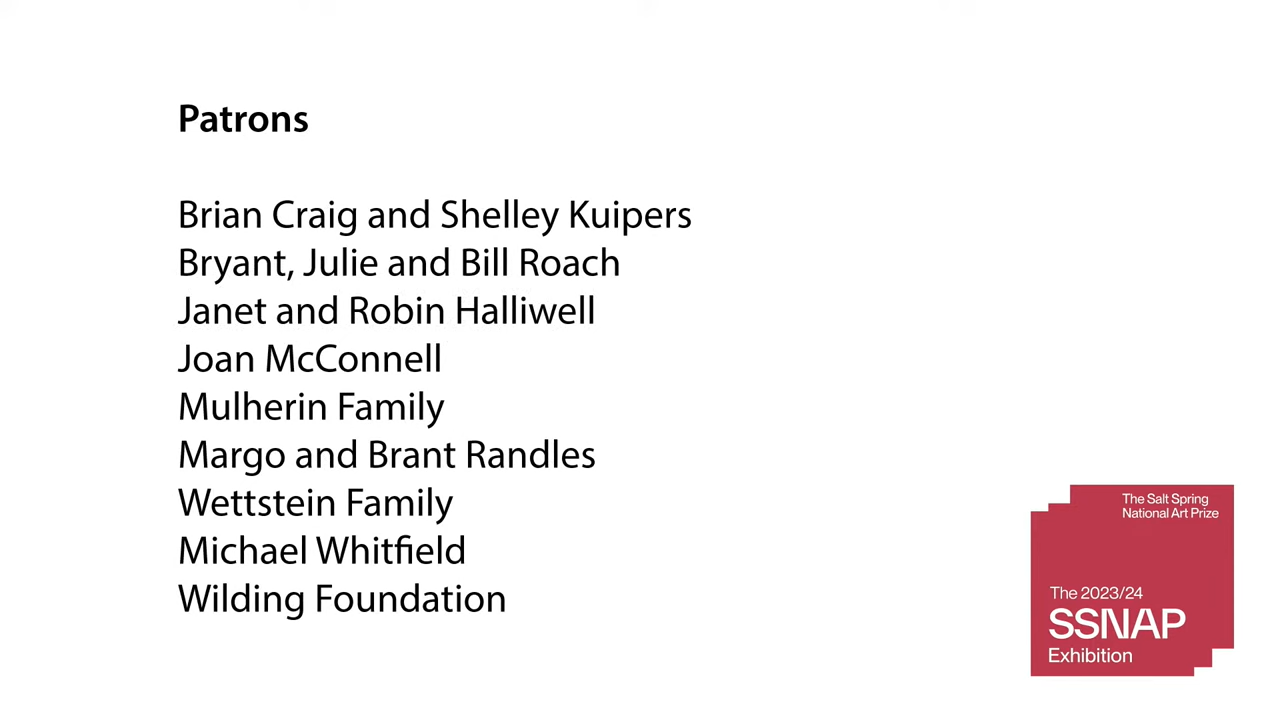 Patrons
Brian Craig and Shelley Kuipers
Bryant, Julie and Bill Roach
Janet and Robin Halliwell
Joan McConnell
Mulherin Family
Margo and Brant Randles
Wettstein Family
Michael Whitfield
Wilding Foundation
The Salt Spring
National Art Prize
The 2023/24
SSNAP
Exhibition